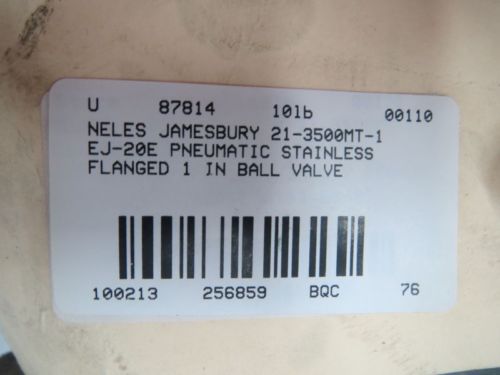 U 87814 10lb 00110
NELES JAMESBURY 21-3500MT-1
EJ-20E PNEUMATIC STAINLESS
FLANGED 1 IN BALL VALVE
100213 256859 BQC 76